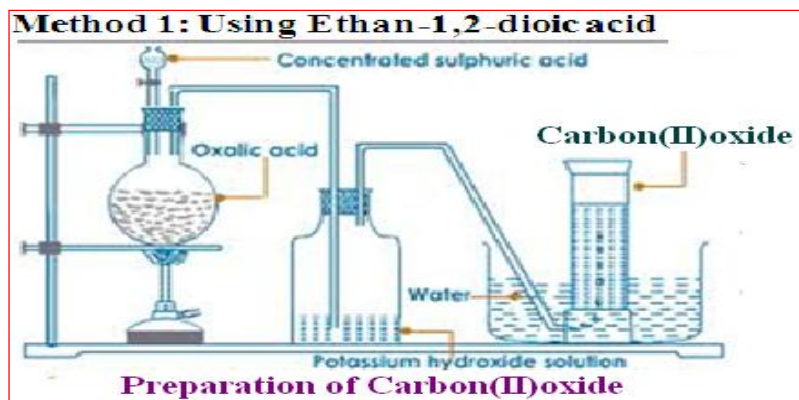 Method 1: Using Ethan-1,2-dioic acid
Concentrated sulphuric acid
Oxalic acid
Carbon(II)oxide
Water
Potassium hydroxide solution
Preparation of Carbon(II)oxide